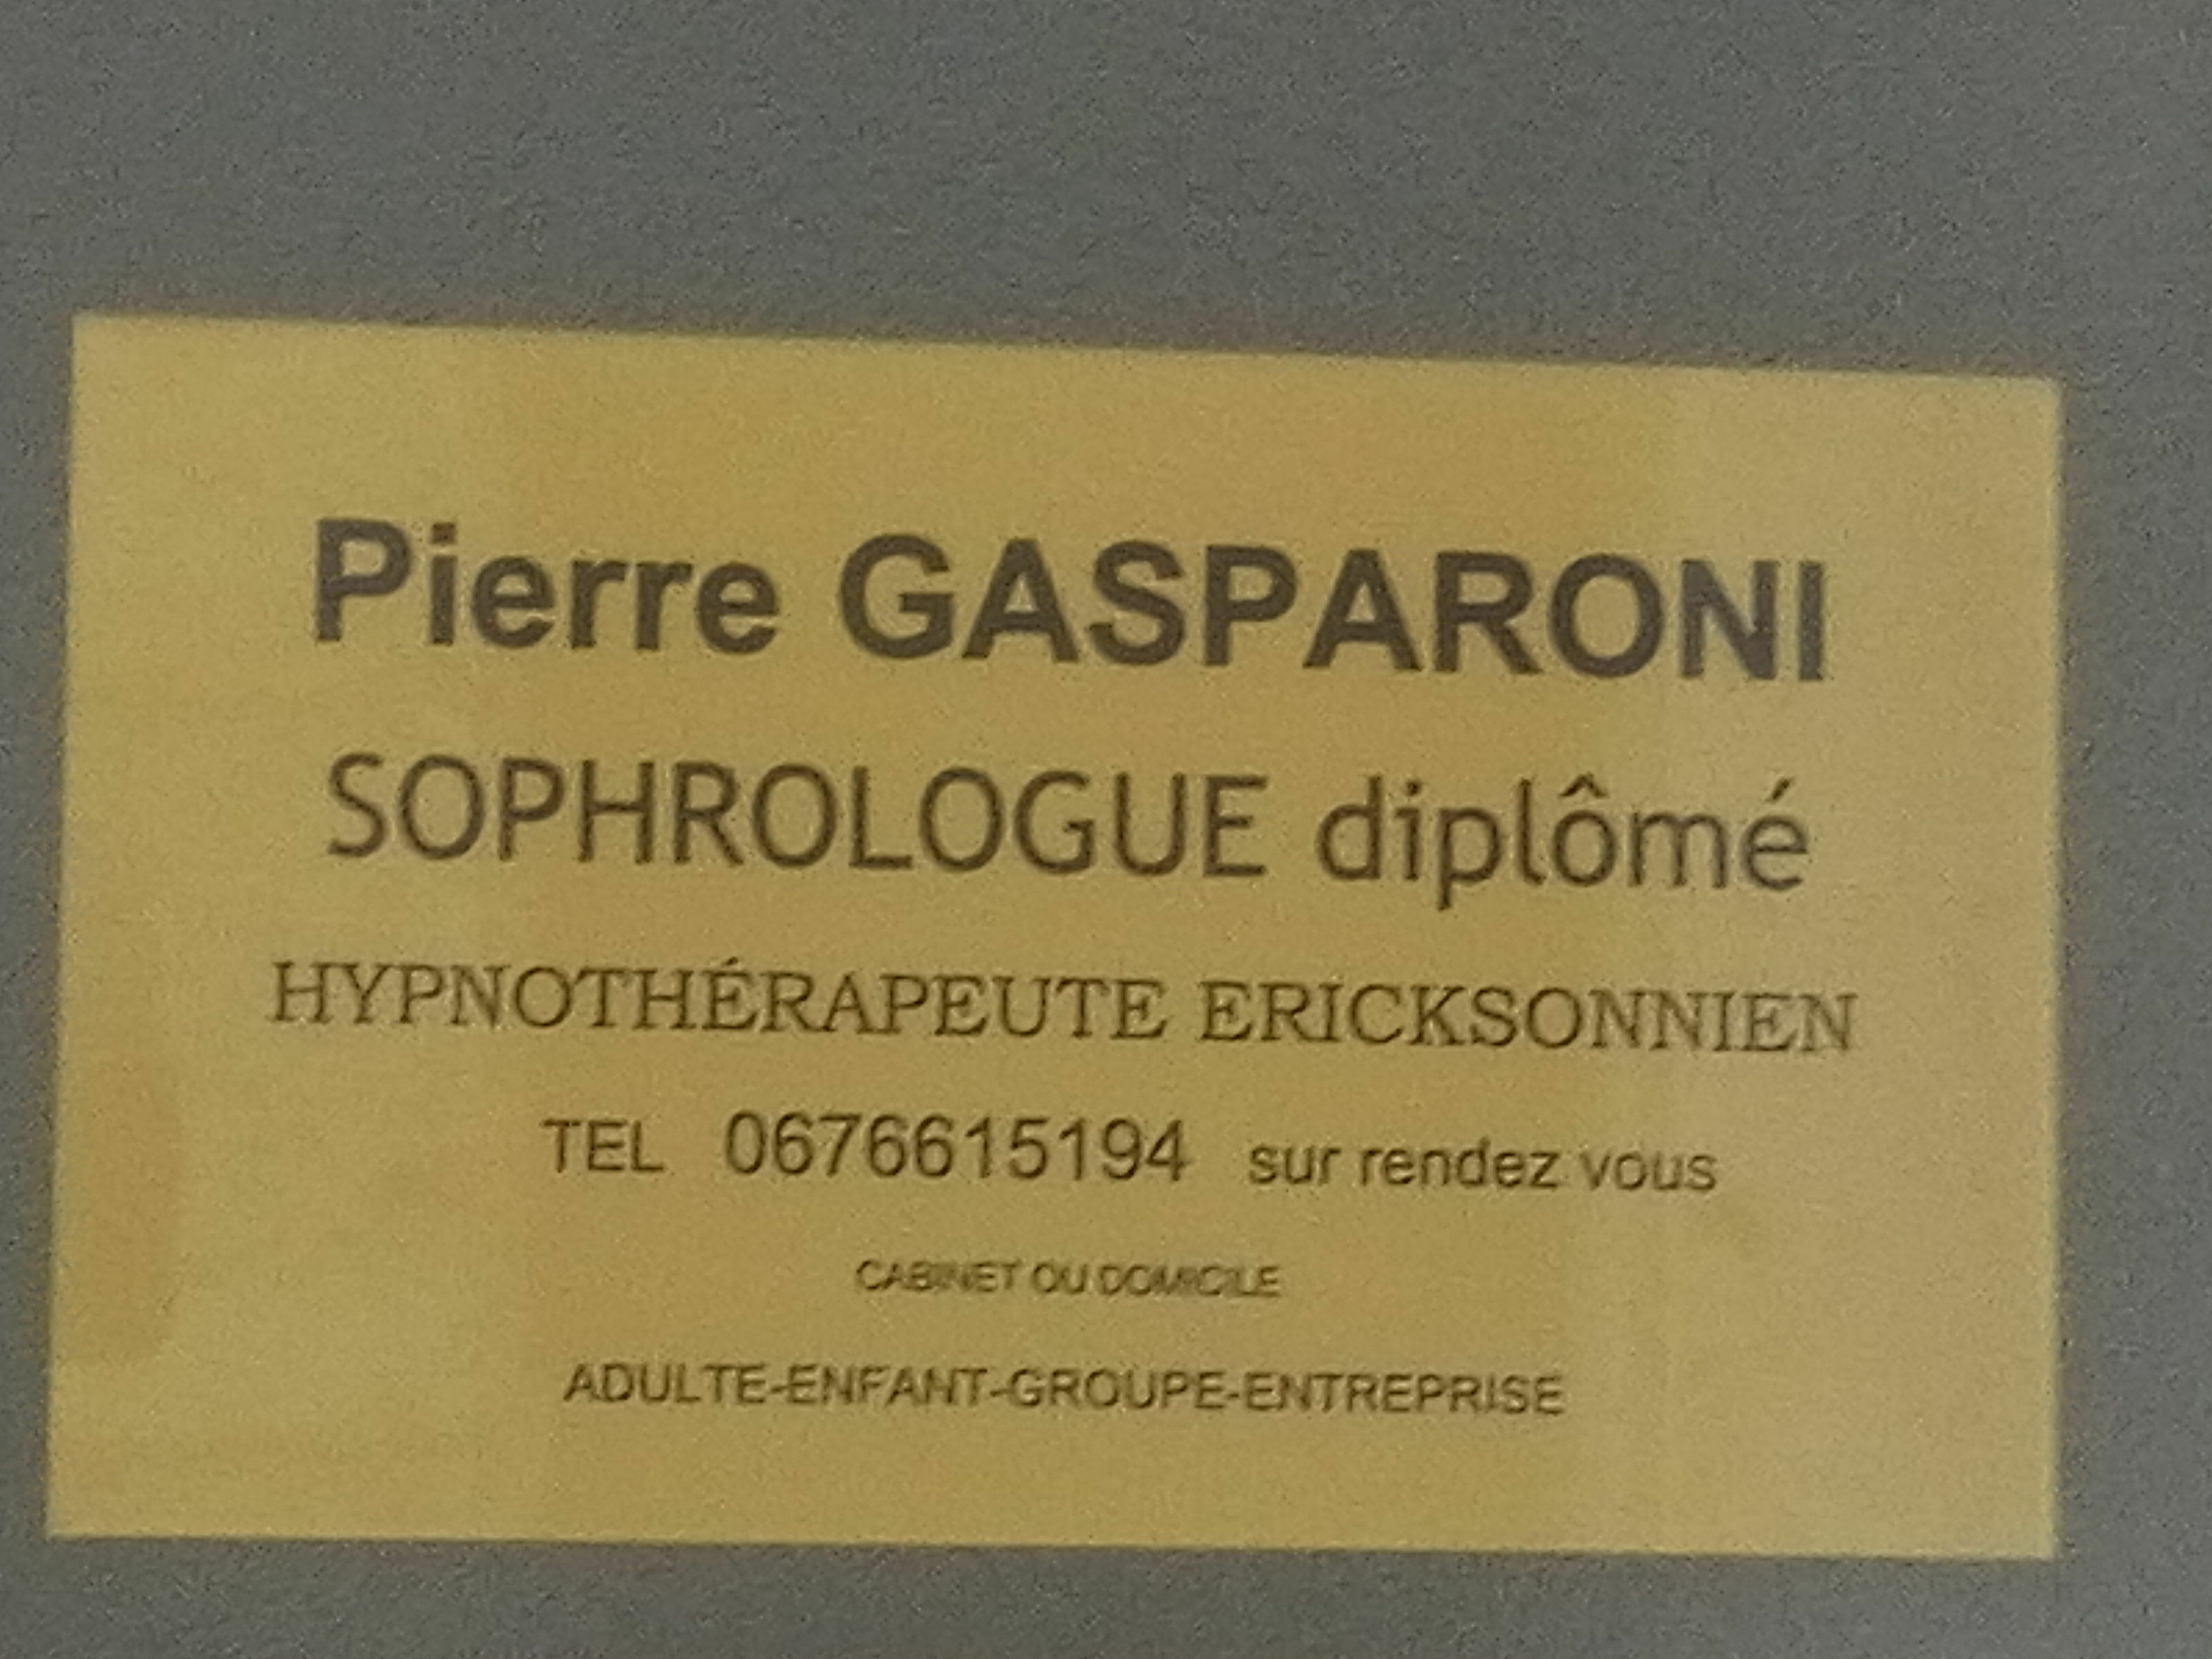 Pierre GASPARONI
SOPHROLOGUE diplômé
HYPNOTHÉRAPEUTE ERICKSONNIEN
TEL 0676615194 sur rendez vous
CABINET OU DOMICILE
ADULTE-ENFANT-GROUPE-ENTREPRISE